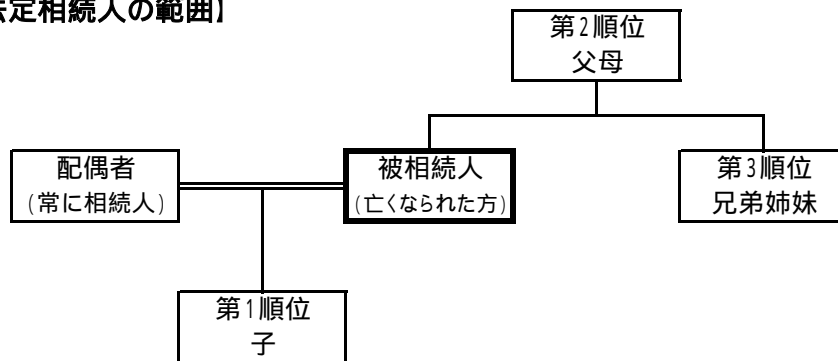 定相続人の範囲】
第2順位
父母
配偶者
(常に相続人)
被相続人
(亡くなられた方)
第3順位
兄弟姉妹
第1順位
子